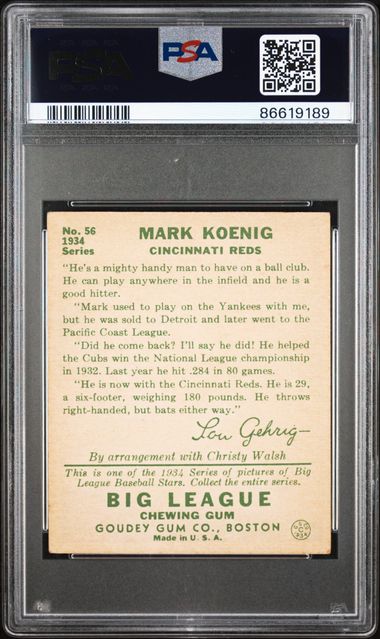 PSA
PSA
86619189
No. 56
1934
Series
MARK KOENIG
CINCINNATI REDS
"He's a mighty handy man to have on a ball club.
He can play anywhere in the infield and he is a
good hitter.
"Mark used to play on the Yankees with me,
but he was sold to Detroit and later went to the
Pacific Coast League.
"Did he come back? I'll say he did! He helped
the Cubs win the National League championship
in 1932. Last year he hit .284 in 80 games.
"He is now with the Cincinnati Reds. He is 29,
a six-footer, weighing 180 pounds. He throws
right-handed, but bats either way."
Lou Gehrig
By arrangement with Christy Walsh
This is one of the 1934 Series of pictures of Big
League Baseball Stars. Collect the entire series.
BIG LEAGUE
CHEWING GUM
GOUDEY GUM CO., BOSTON
Made in U. S. A.